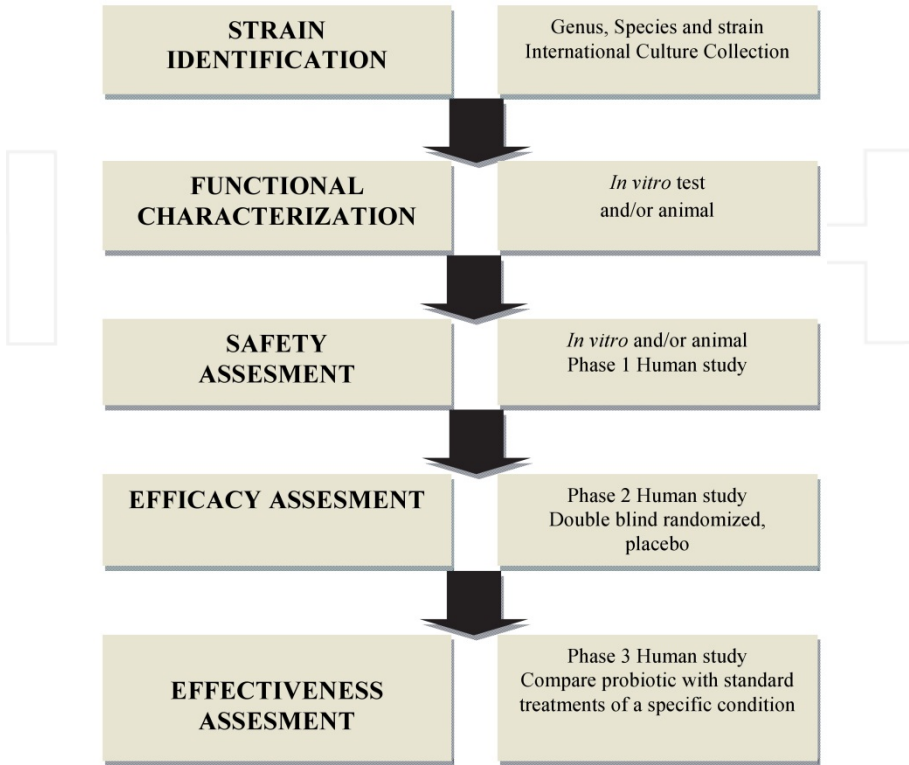 STRAIN
IDENTIFICATION
Genus, Species and strain
International Culture Collection
FUNCTIONAL
CHARACTERIZATION
In vitro test
and/or animal
SAFETY
ASSESMENT
In vitro and/or animal
Phase 1 Human study
EFFICACY ASSESMENT
Phase 2 Human study
Double blind randomized,
placebo
EFFECTIVENESS
ASSESMENT
Phase 3 Human study
Compare probiotic with standard
treatments of a specific condition